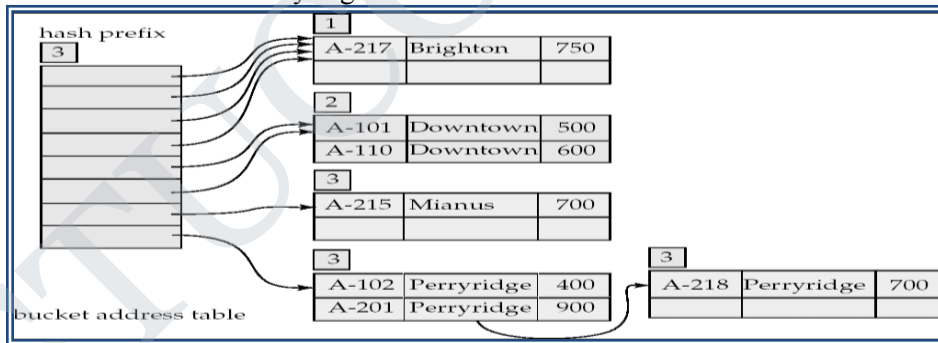 hash prefix
3
1
A-217 Brighton 750
2
A-101 Downtown 500
A-110 Downtown 600
3
A-215 Mianus 700
3
A-102 Perryridge 400
A-201 Perryridge 900
3
A-218 Perryridge 700
bucket address table